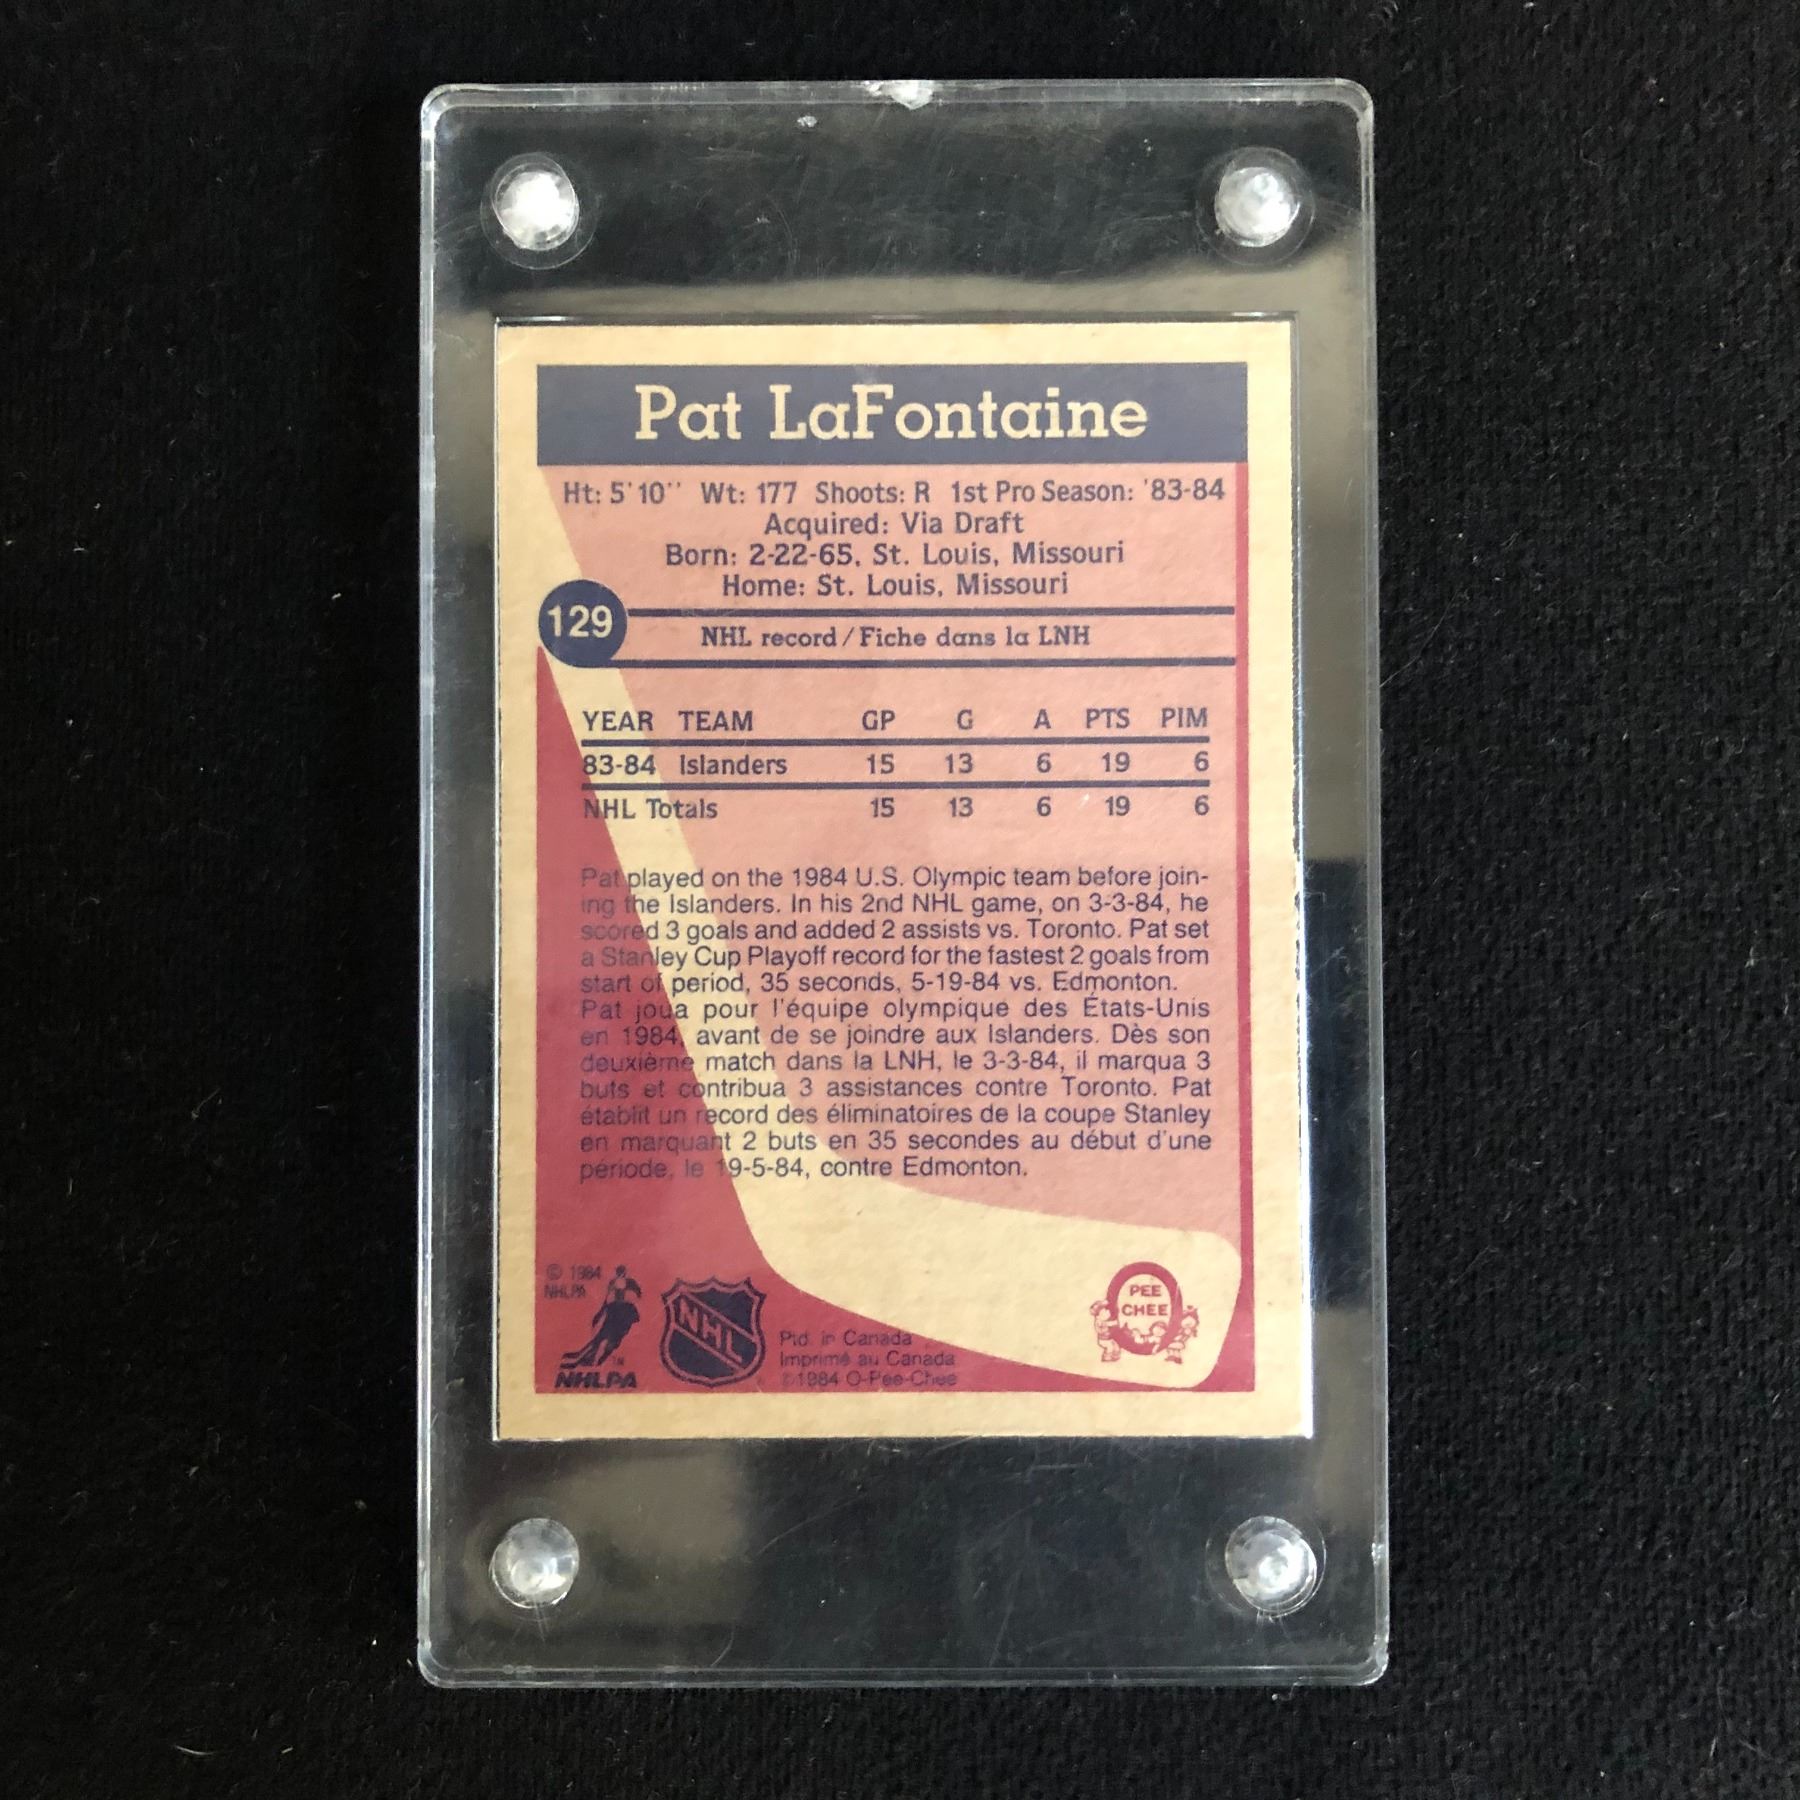 Pat LaFontaine
Ht: 5'10'' Wt: 177 Shoots: R 1st Pro Season: '83-84
Acquired: Via Draft
Born: 2-22-65, St. Louis, Missouri
Home: St. Louis, Missouri
129
NHL record / Fiche dans la LNH
YEAR TEAM GP G A PTS PIM
83-84 Islanders 15 13 6 19 6
NHL Totals 15 13 6 19 6
Pat played on the 1984 U.S. Olympic team before join-
ing the Islanders. In his 2nd NHL game, on 3-3-84, he
scored 3 goals and added 2 assists vs. Toronto. Pat set
a Stanley Cup Playoff record for the fastest 2 goals from
start of period, 35 seconds, 5-19-84 vs. Edmonton.
Pat joua pour l'équipe olympique des États-Unis
en 1984, avant de se joindre aux Islanders. Dès son
deuxième match dans la LNH, le 3-3-84, il marqua 3
buts et contribua 3 assistances contre Toronto. Pat
établit un record des éliminatoires de la coupe Stanley
en marquant 2 buts en 35 secondes au début d'une
période, le 19-5-84, contre Edmonton.
© 1984
NHLPA
TM
NHLPA
NHL
Ptd. in Canada
Imprimé au Canada
©1984 O-Pee-Chee
O
PEE
CHEE